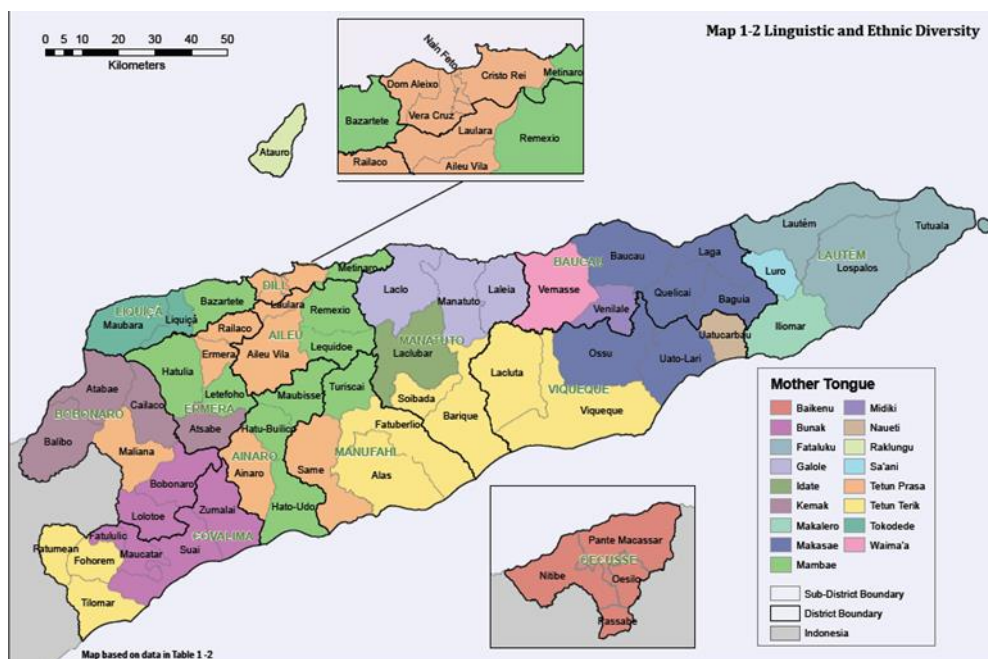 Map 1-2 Linguistic and Ethnic Diversity
0 5 10 20 30 40 50
Kilometers
Nain Feto
Dom Aleixo
Cristo Rei
Metinaro
Bazartete
Vera Cruz
Laulara
Remexio
Railaco
Aileu Vila
Atauro
Lautém
Tutuala
LAUTÉM
Lospalos
Luro
Iliomar
Baucau
Laga
BAUCAU
Vemasse
Quelicai
Baguia
Venilale
Uatucarbau
Ossu
Uato-Lari
VIQUEQUE
Lacluta
Viqueque
Metinaro
Laclo
Manatuto
Laleia
MANATUTO
Laclubar
Soibada
Barique
DILI
Laulara
Bazartete
Remexio
LIQUIÇÁ
Liquiçá
Maubara
Railaco
AILEU
Aileu Vila
Lequidoe
Ermera
Hatulia
Letefoho
Maubisse
Turiscai
ERMERA
Atsabe
Hatu-Builico
Fatuberlio
MANUFAHI
Alas
Same
AINARO
Ainaro
Hato-Udo
Atabae
BOBONARO
Cailaco
Balibo
Maliana
Bobonaro
Lolotoe
Zumalai
Fatululic
Suai
Maucatar
Fatumean
Fohorem
Tilomar
Pante Macassar
OECUSSE
Nitibe
Oesilo
Passabe
Mother Tongue
Baikenu
Bunak
Fataluku
Galole
Idate
Kemak
Makalero
Makasae
Mambae
Midiki
Naueti
Raklungu
Sa'ani
Tetun Prasa
Tetun Terik
Tokodede
Waima'a
Sub-District Boundary
District Boundary
Indonesia
Map based on data in Table 1 -2